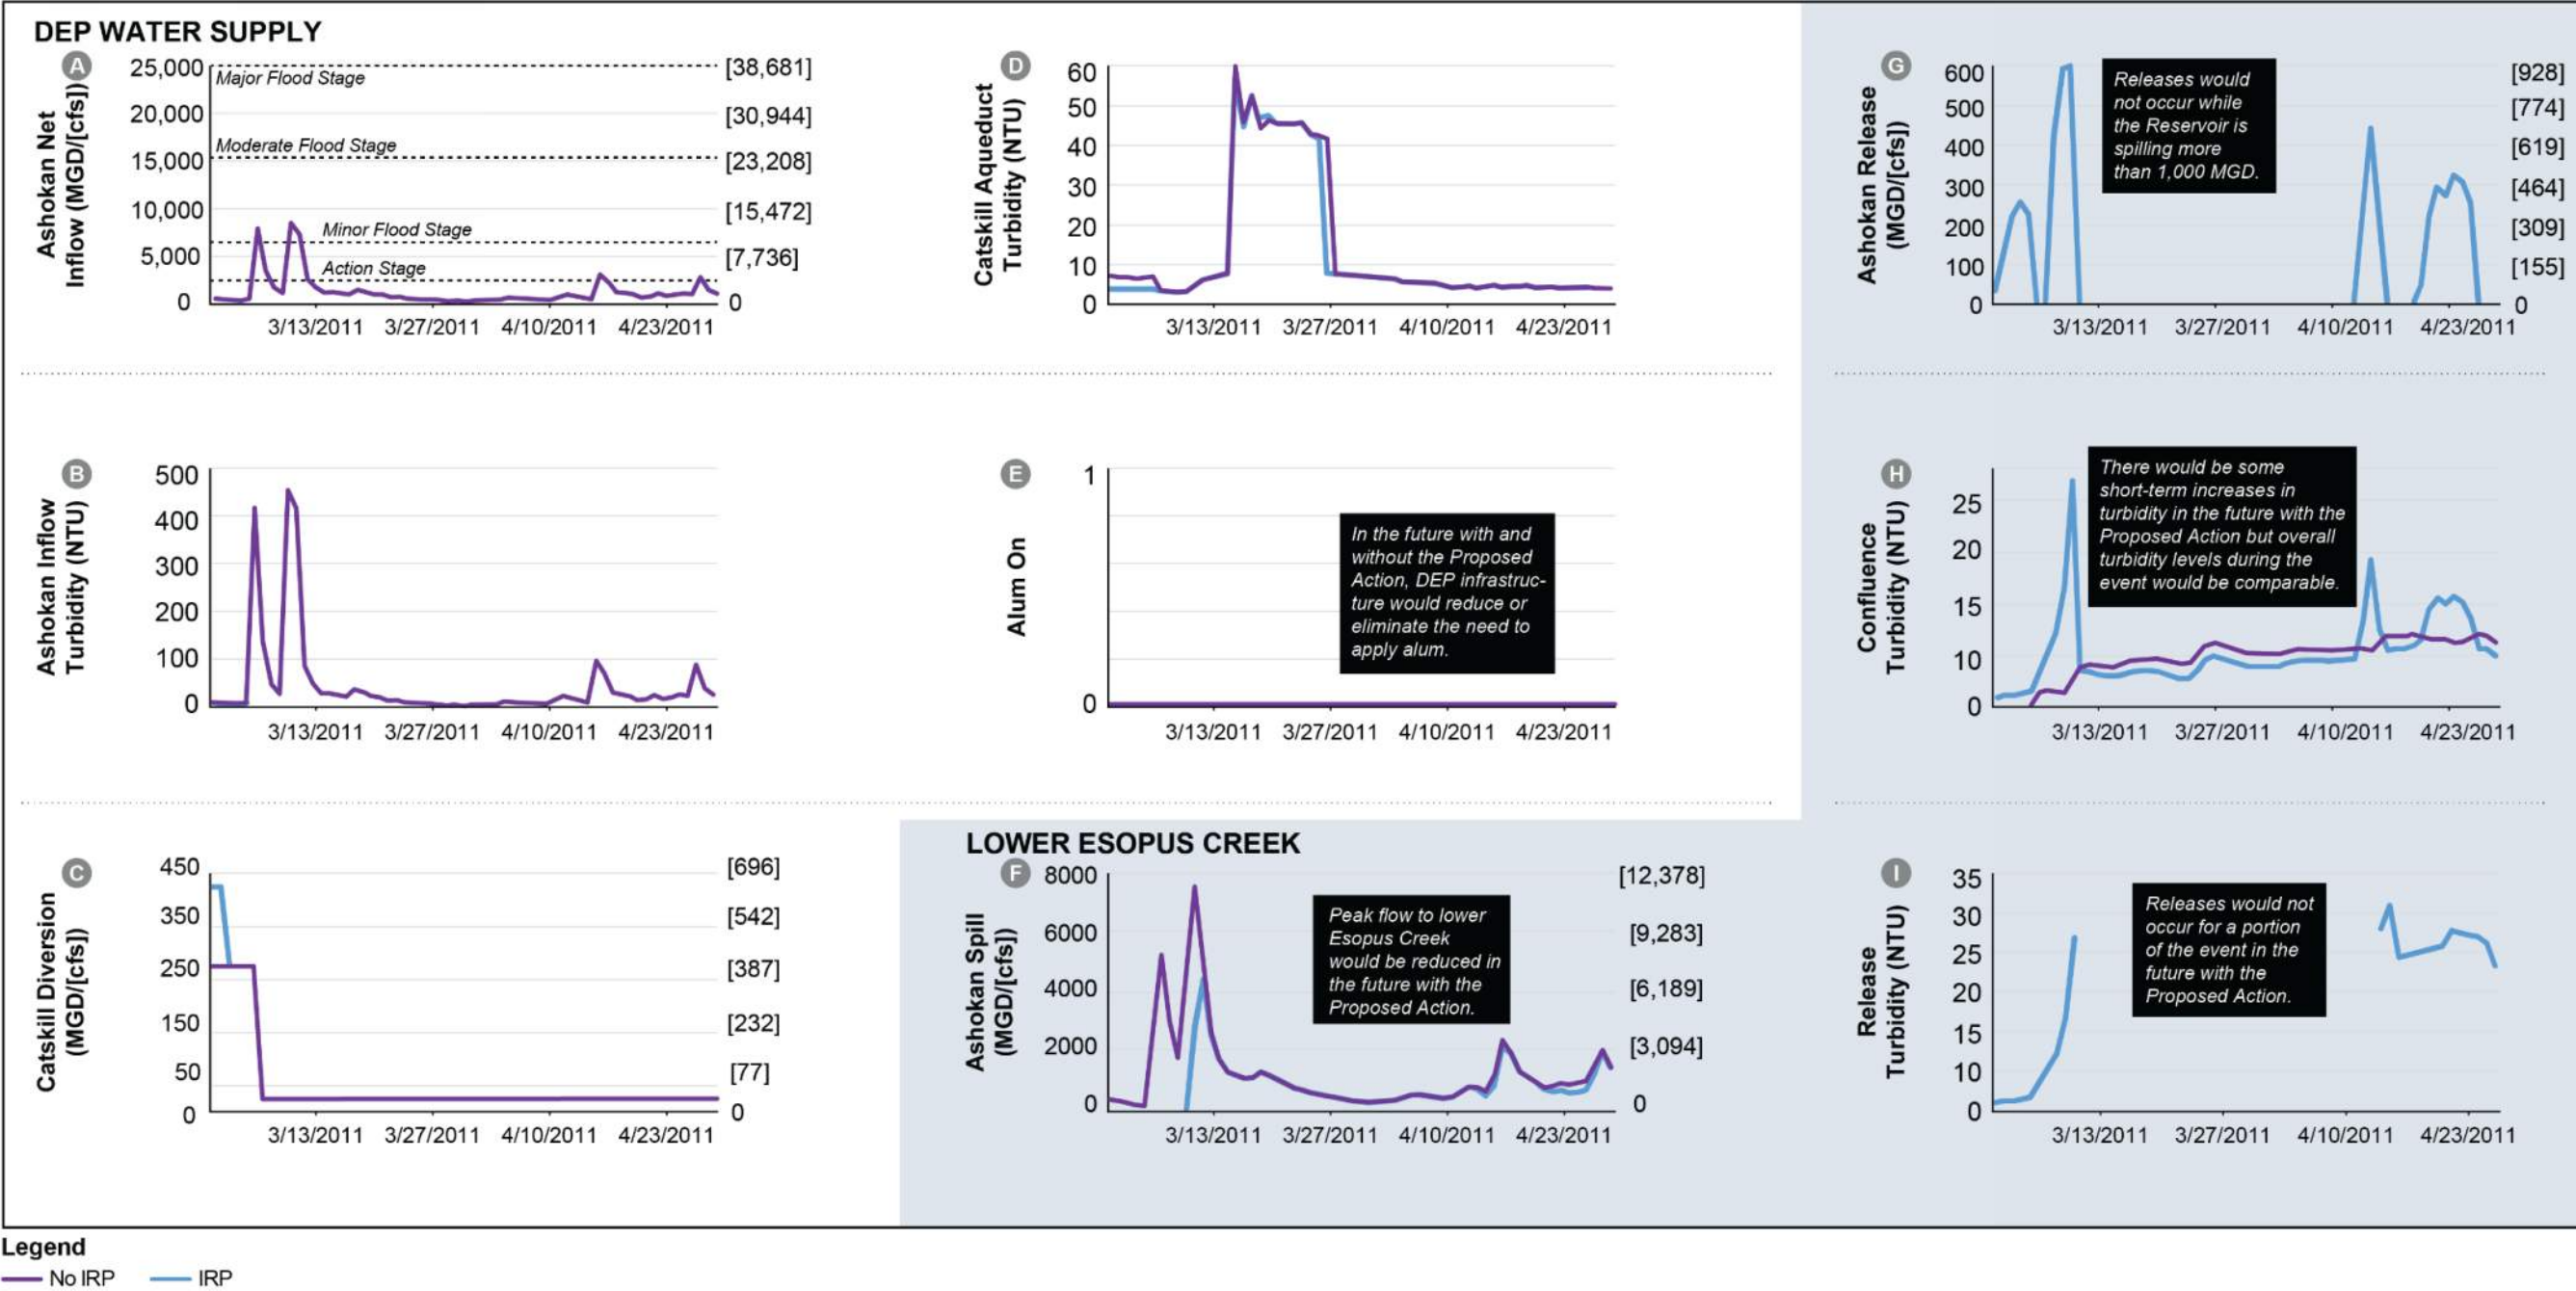 DEP WATER SUPPLY
A
Ashokan Net
Inflow (MGD/[cfs])
25,000
20,000
15,000
10,000
5,000
0
Major Flood Stage
Moderate Flood Stage
Minor Flood Stage
Action Stage
[38,681]
[30,944]
[23,208]
[15,472]
[7,736]
0
3/13/2011 3/27/2011 4/10/2011 4/23/2011
D
Catskill Aqueduct
Turbidity (NTU)
60
50
40
30
20
10
0
3/13/2011 3/27/2011 4/10/2011 4/23/2011
G
Ashokan Release
(MGD/[cfs])
600
500
400
300
200
100
0
Releases would
not occur while
the Reservoir is
spilling more
than 1,000 MGD.
[928]
[774]
[619]
[464]
[309]
[155]
0
3/13/2011 3/27/2011 4/10/2011 4/23/2011
B
Ashokan Inflow
Turbidity (NTU)
500
400
300
200
100
0
3/13/2011 3/27/2011 4/10/2011 4/23/2011
E
Alum On
1
0
In the future with and
without the Proposed
Action, DEP infrastruc-
ture would reduce or
eliminate the need to
apply alum.
3/13/2011 3/27/2011 4/10/2011 4/23/2011
H
Confluence
Turbidity (NTU)
25
20
15
10
0
There would be some
short-term increases in
turbidity in the future with the
Proposed Action but overall
turbidity levels during the
event would be comparable.
3/13/2011 3/27/2011 4/10/2011 4/23/2011
C
Catskill Diversion
(MGD/[cfs])
450
350
250
150
50
0
[696]
[542]
[387]
[232]
[77]
0
3/13/2011 3/27/2011 4/10/2011 4/23/2011
LOWER ESOPUS CREEK
F
Ashokan Spill
(MGD/[cfs])
8000
6000
4000
2000
0
Peak flow to lower
Esopus Creek
would be reduced in
the future with the
Proposed Action.
[12,378]
[9,283]
[6,189]
[3,094]
0
3/13/2011 3/27/2011 4/10/2011 4/23/2011
I
Release
Turbidity (NTU)
35
30
25
20
15
10
0
Releases would not
occur for a portion
of the event in the
future with the
Proposed Action.
3/13/2011 3/27/2011 4/10/2011 4/23/2011
Legend
No IRP IRP